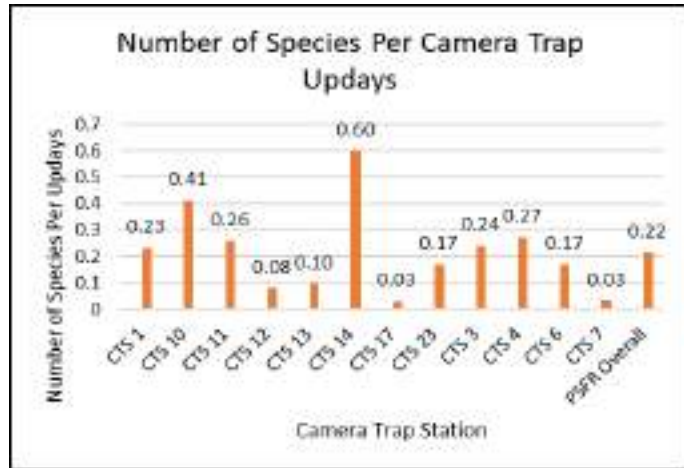 Number of Species Per Camera Trap
Updays
Number of Species Per Updays
0.7
0.6
0.5
0.4
0.3
0.2
0.1
0
0.23
0.41
0.26
0.08
0.10
0.60
0.03
0.17
0.24
0.27
0.17
0.03
0.22
CTS 1
CTS 10
CTS 11
CTS 12
CTS 13
CTS 14
CTS 17
CTS 23
CTS 3
CTS 4
CTS 6
CTS 7
PSFR Overall
Camera Trap Station